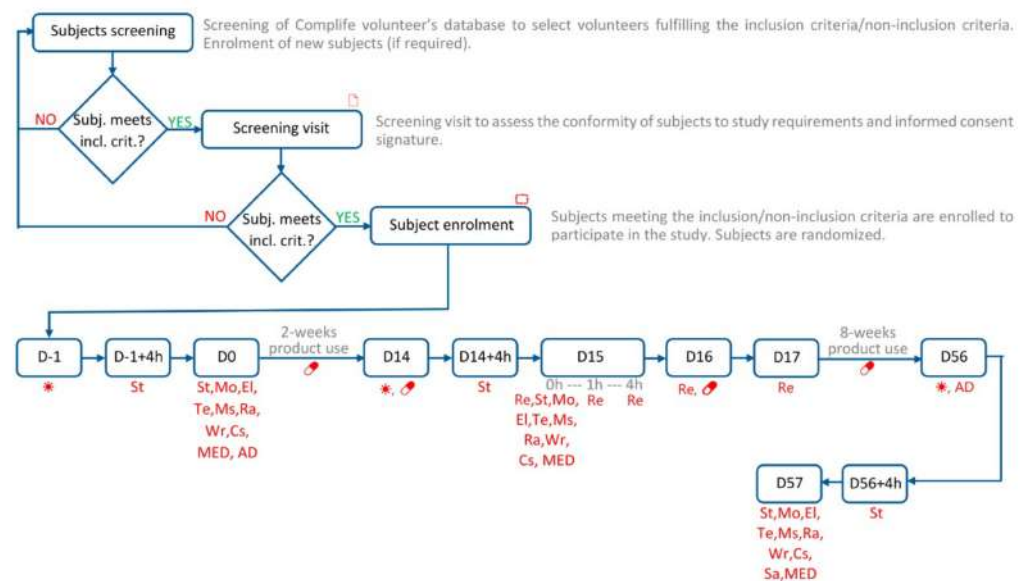 Subjects screening
Screening of Complife volunteer's database to select volunteers fulfilling the inclusion criteria/non-inclusion criteria.
Enrolment of new subjects (if required).
NO
Subj. meets
incl. crit.?
YES
Screening visit
Screening visit to assess the conformity of subjects to study requirements and informed consent
signature.
NO
Subj. meets
incl. crit.?
YES
Subject enrolment
Subjects meeting the inclusion/non-inclusion criteria are enrolled to
participate in the study. Subjects are randomized.
D-1
D-1+4h
St
D0
St,Mo,El,
Te,Ms,Ra,
Wr,Cs,
MED, AD
2-weeks
product use
D14
D14+4h
St
D15
0h --- 1h --- 4h
Re,St,Mo, Re Re
El,Te,Ms,
Ra,Wr,
Cs, MED
D16
Re,
D17
Re
8-weeks
product use
D56
, AD
D57
St,Mo,El,
Te,Ms,Ra,
Wr,Cs,
Sa,MED
D56+4h
St